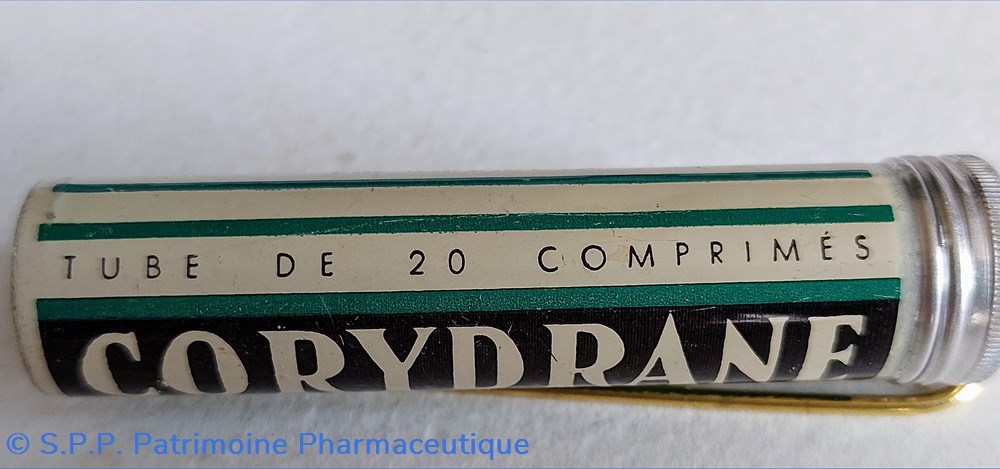 TUBE DE 20 COMPRIMÉS
CORYDRANE
© S.P.P. Patrimoine Pharmaceutique